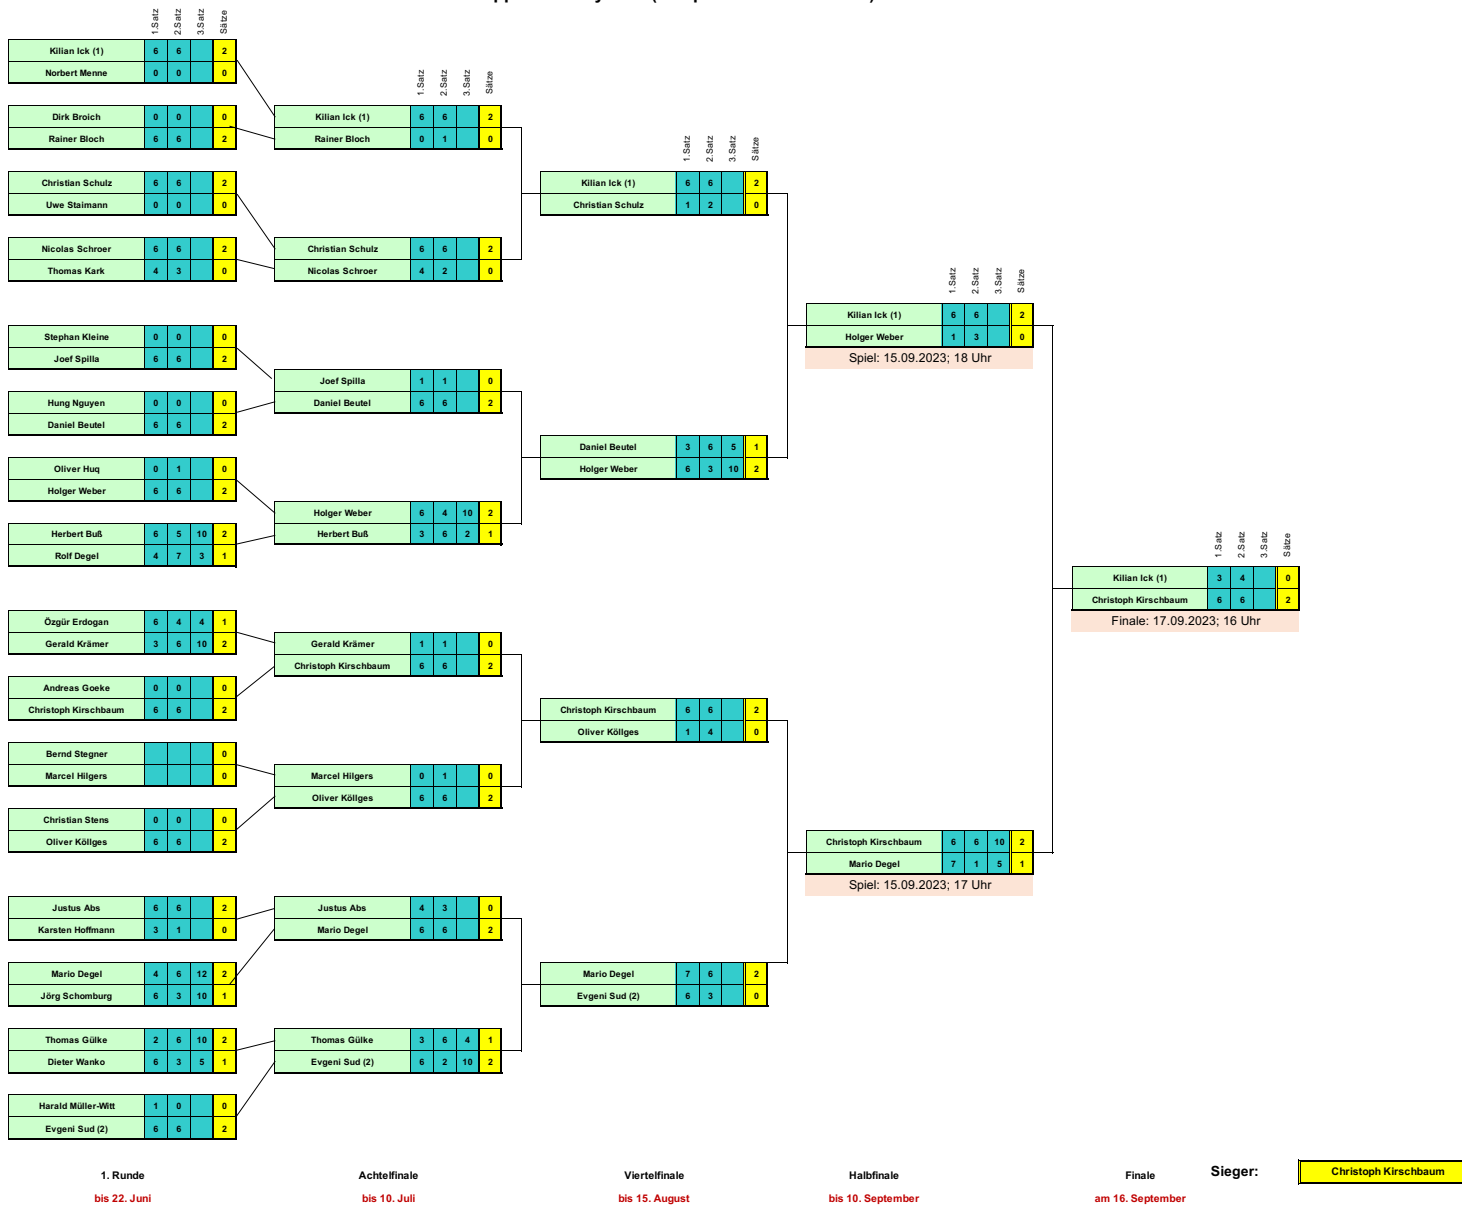 1.Satz 2.Satz 3.Satz Sätze
Kilian Ick (1) 6 6 2
Norbert Menne 0 0 0
Dirk Broich 0 0 0
Rainer Bloch 6 6 2
Christian Schulz 6 6 2
Uwe Staimann 0 0 0
Nicolas Schroer 6 6 2
Thomas Kark 4 3 0
Stephan Kleine 0 0 0
Joef Spilla 6 6 2
Hung Nguyen 0 0 0
Daniel Beutel 6 6 2
Oliver Huq 0 1 0
Holger Weber 6 6 2
Herbert Buß 6 5 10 2
Rolf Degel 4 7 3 1
Özgür Erdogan 6 4 4 1
Gerald Krämer 3 6 10 2
Andreas Goeke 0 0 0
Christoph Kirschbaum 6 6 2
Bernd Stegner 0
Marcel Hilgers 0
Christian Stens 0 0 0
Oliver Köllges 6 6 2
Justus Abs 6 6 2
Karsten Hoffmann 3 1 0
Mario Degel 4 6 12 2
Jörg Schomburg 6 3 10 1
Thomas Gülke 2 6 10 2
Dieter Wanko 6 3 5 1
Harald Müller-Witt 1 0 0
Evgeni Sud (2) 6 6 2
1.Satz 2.Satz 3.Satz Sätze
Kilian Ick (1) 6 6 2
Rainer Bloch 0 1 0
Christian Schulz 6 6 2
Nicolas Schroer 4 2 0
Joef Spilla 1 1 0
Daniel Beutel 6 6 2
Holger Weber 6 4 10 2
Herbert Buß 3 6 2 1
Gerald Krämer 1 1 0
Christoph Kirschbaum 6 6 2
Marcel Hilgers 0 1 0
Oliver Köllges 6 6 2
Justus Abs 4 3 0
Mario Degel 6 6 2
Thomas Gülke 3 6 4 1
Evgeni Sud (2) 6 2 10 2
1.Satz 2.Satz 3.Satz Sätze
Kilian Ick (1) 6 6 2
Christian Schulz 1 2 0
Daniel Beutel 3 6 5 1
Holger Weber 6 3 10 2
Christoph Kirschbaum 6 6 2
Oliver Köllges 1 4 0
Mario Degel 7 6 2
Evgeni Sud (2) 6 3 0
1.Satz 2.Satz 3.Satz Sätze
Kilian Ick (1) 6 6 2
Holger Weber 1 3 0
Spiel: 15.09.2023; 18 Uhr
Christoph Kirschbaum 6 6 10 2
Mario Degel 7 1 5 1
Spiel: 15.09.2023; 17 Uhr
1.Satz 2.Satz 3.Satz Sätze
Kilian Ick (1) 3 4 0
Christoph Kirschbaum 6 6 2
Finale: 17.09.2023; 16 Uhr
1. Runde Achtelfinale Viertelfinale Halbfinale Finale Sieger: Christoph Kirschbaum
bis 22. Juni bis 10. Juli bis 15. August bis 10. September am 16. September